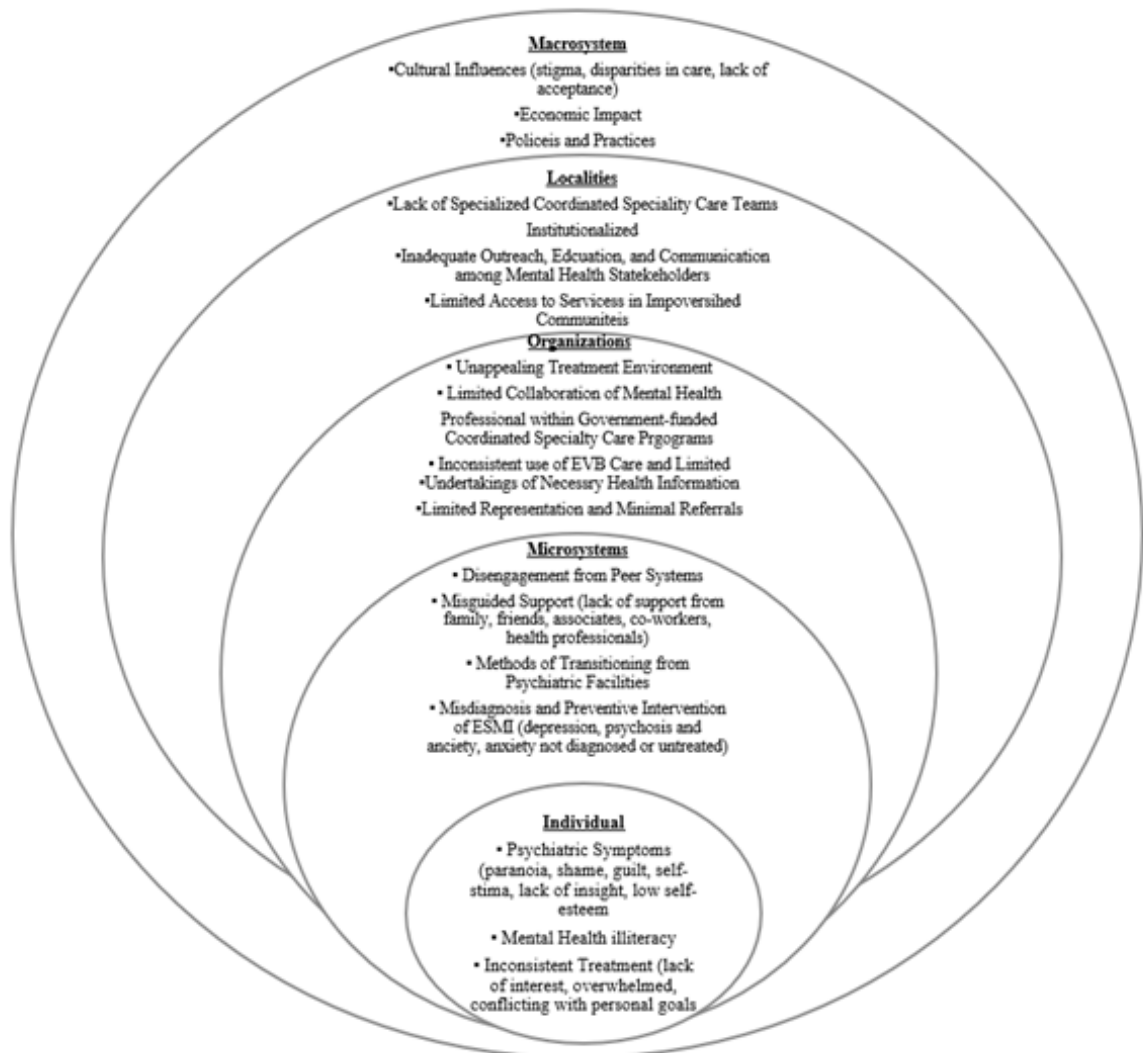 Macrosystem
•Cultural Influences (stigma, disparities in care, lack of
acceptance)
•Economic Impact
•Policeis and Practices
Localities
•Lack of Specialized Coordinated Speciality Care Teams
Institutionalized
•Inadequate Outreach, Edcuation, and Communication
among Mental Health Statekeholders
•Limited Access to Servicess in Impoversihed
Communiteis
Organizations
• Unappealing Treatment Environment
• Limited Collaboration of Mental Health
Professional within Government-funded
Coordinated Specialty Care Prgograms
• Inconsistent use of EVB Care and Limited
•Undertakings of Necessry Health Information
•Limited Representation and Minimal Referrals
Microsystems
• Disengagement from Peer Systems
• Misguided Support (lack of support from
family, friends, associates, co-workers,
health professionals)
• Methods of Transitioning from
Psychiatric Facilities
• Misdiagnosis and Preventive Intervention
of ESMI (depression, psychosis and
anciety, anxiety not diagnosed or untreated)
Individual
• Psychiatric Symptoms
(paranoia, shame, guilt, self-
stima, lack of insight, low self-
esteem
• Mental Health illiteracy
• Inconsistent Treatment (lack
of interest, overwhelmed,
conflicting with personal goals